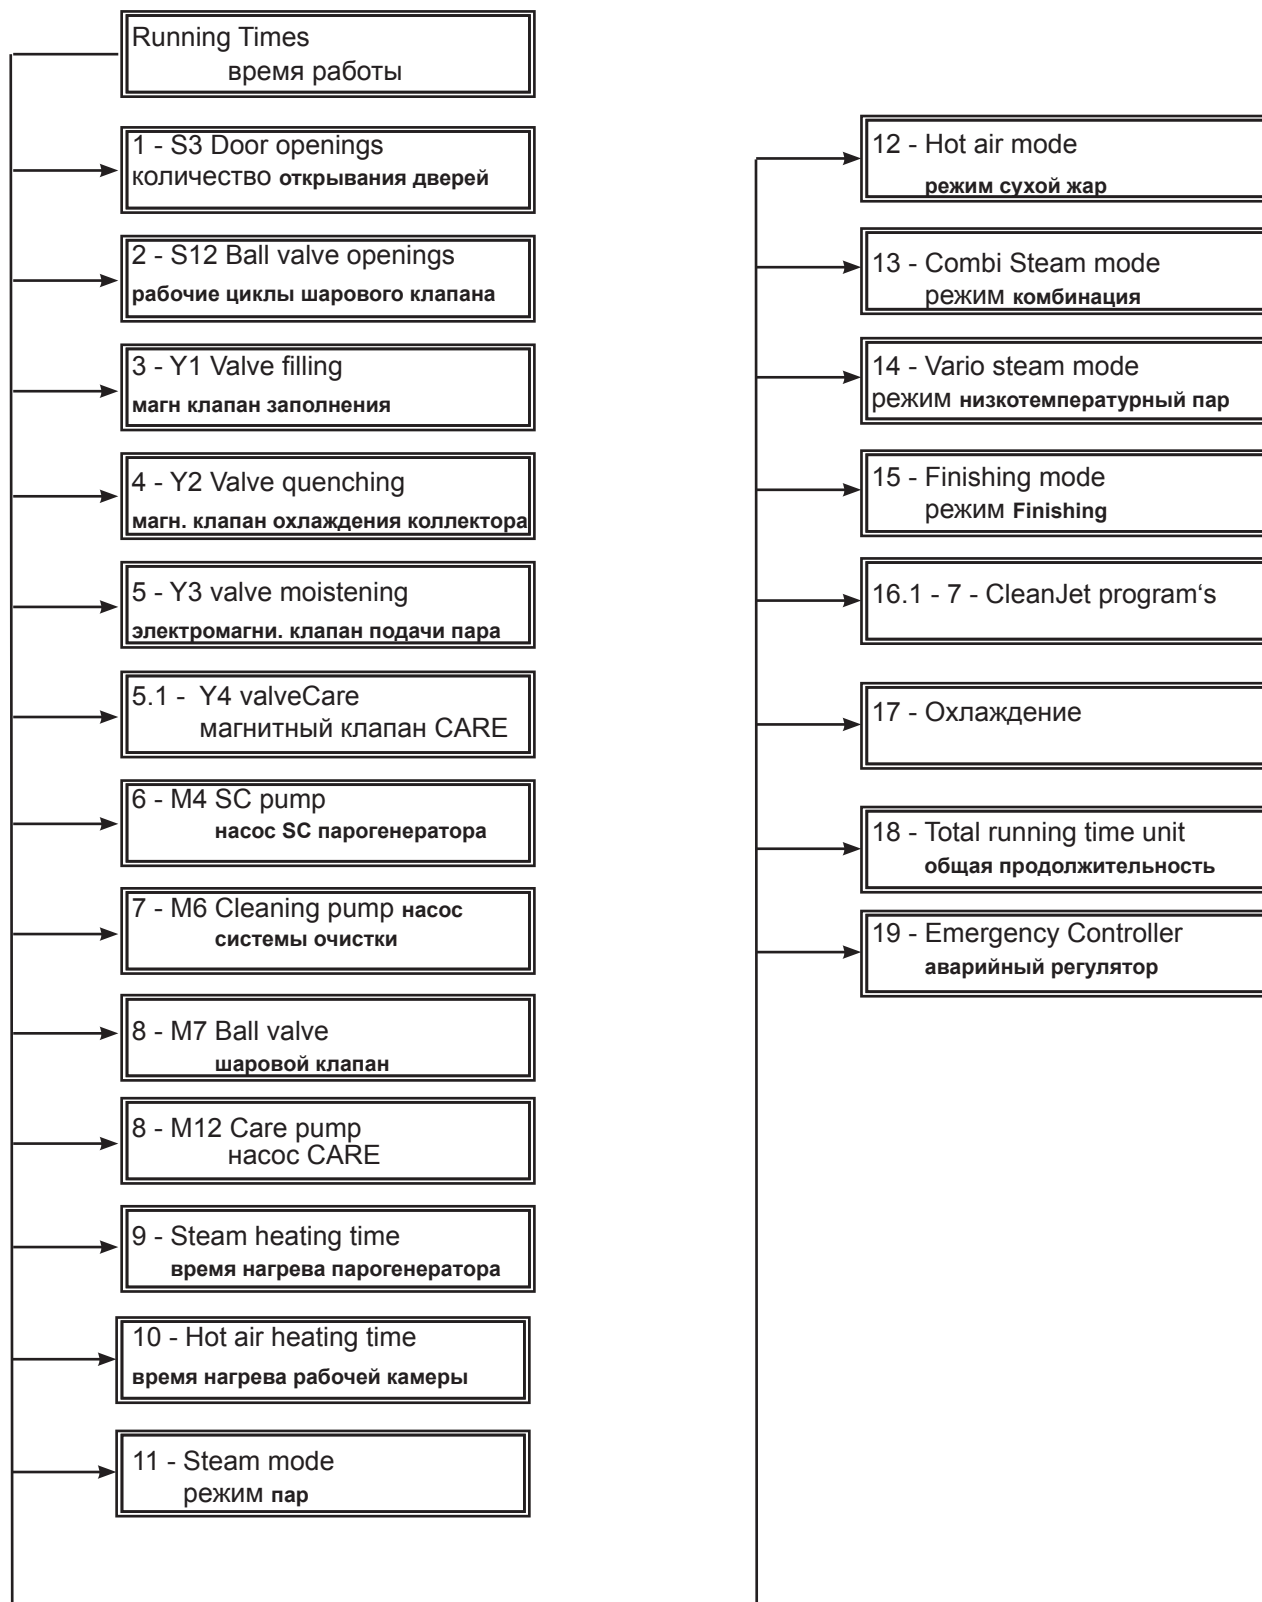 Running Times
время работы
1 - S3 Door openings
количество открывания дверей
2 - S12 Ball valve openings
рабочие циклы шарового клапана
3 - Y1 Valve filling
магн клапан заполнения
4 - Y2 Valve quenching
магн. клапан охлаждения коллектора
5 - Y3 valve moistening
электромагни. клапан подачи пара
5.1 - Y4 valveCare
магнитный клапан CARE
6 - M4 SC pump
насос SC парогенератора
7 - M6 Cleaning pump насос
системы очистки
8 - M7 Ball valve
шаровой клапан
8 - M12 Care pump
насос CARE
9 - Steam heating time
время нагрева парогенератора
10 - Hot air heating time
время нагрева рабочей камеры
11 - Steam mode
режим пар
12 - Hot air mode
режим сухой жар
13 - Combi Steam mode
режим комбинация
14 - Vario steam mode
режим низкотемпературный пар
15 - Finishing mode
режим Finishing
16.1 - 7 - CleanJet program‘s
17 - Охлаждение
18 - Total running time unit
общая продолжительность
19 - Emergency Controller
аварийный регулятор